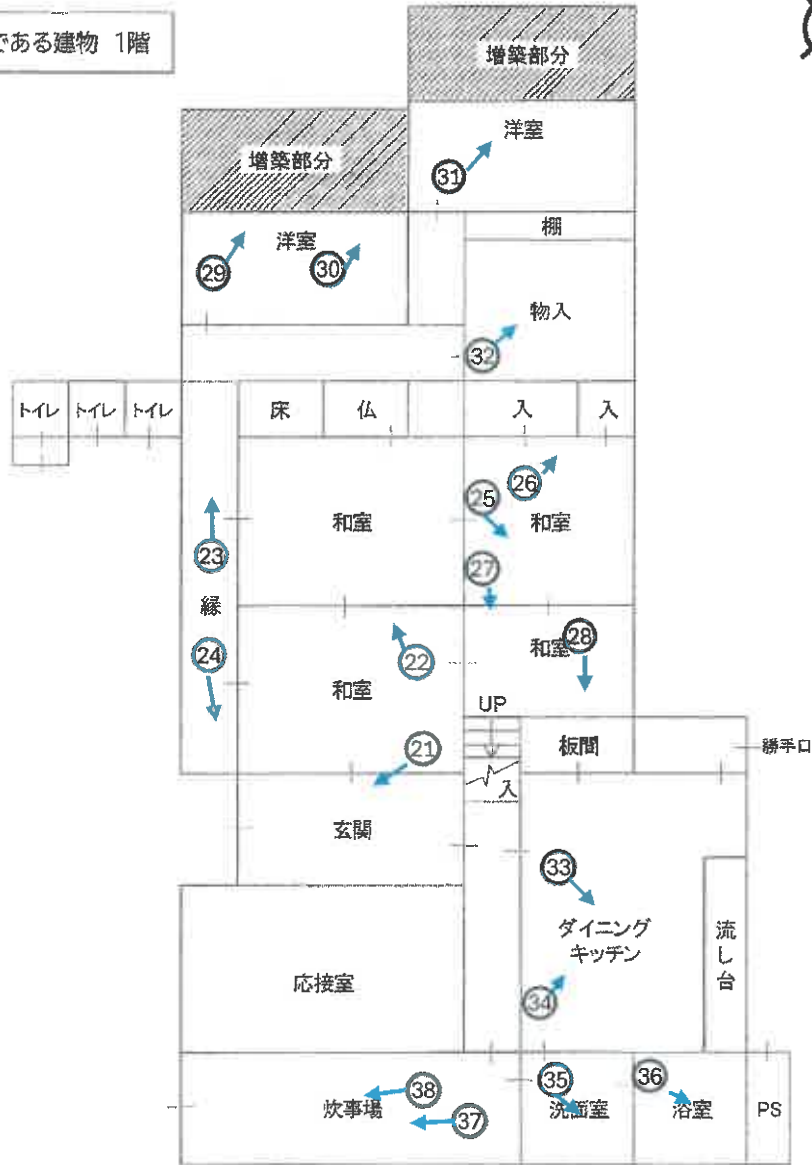 である建物 1階
増築部分
増築部分
洋室
31
棚
洋室
29
30
物入
32
トイレ
トイレ
トイレ
床
仏
入
入
25
26
和室
和室
23
27
縁
28
和室
24
22
和室
UP
21
板間
勝手口
入
玄関
33
ダイニング
キッチン
流し台
応接室
34
35
36
38
炊事場
37
洗面室
浴室
PS